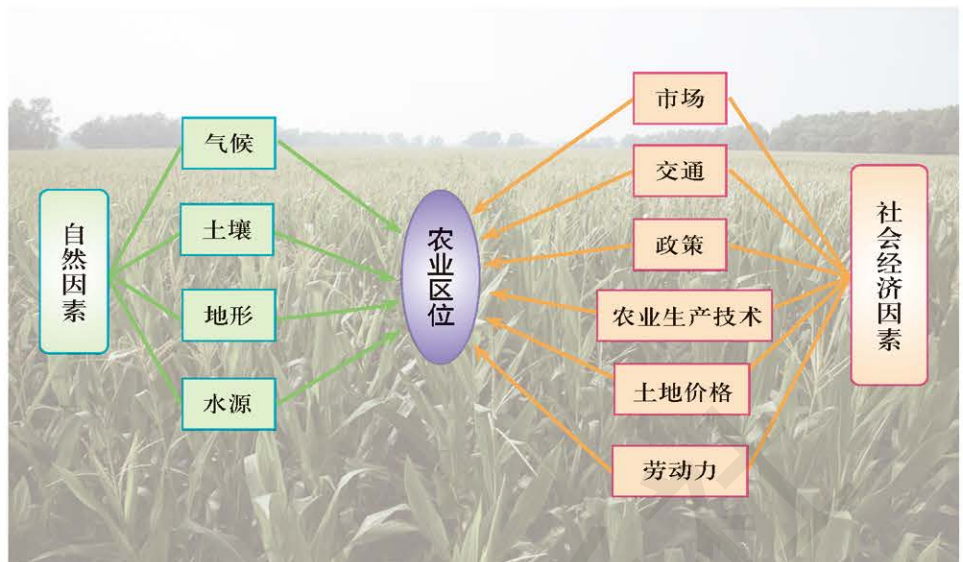 自然因素
气候
土壤
地形
水源
农业区位
市场
交通
政策
农业生产技术
土地价格
劳动力
社会经济因素